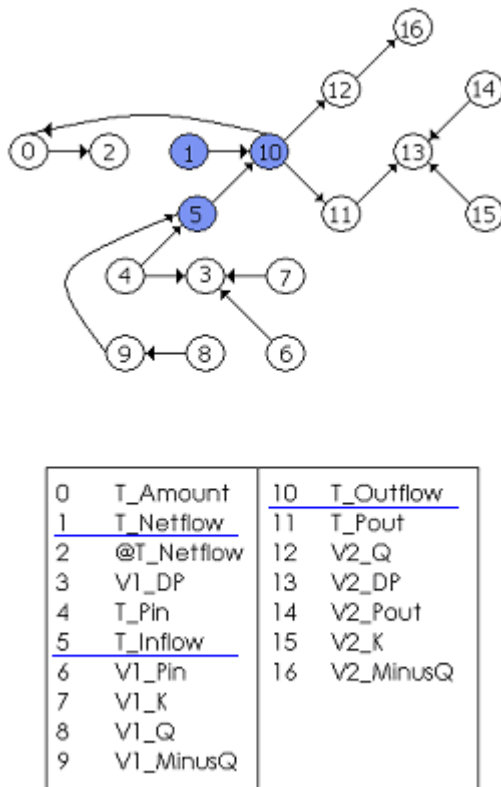 16
12
14
0
2
1
10
13
5
11
15
4
3
7
9
8
6
0 T_Amount
1 T_Netflow
2 @T_Netflow
3 V1_DP
4 T_Pin
5 T_Inflow
6 V1_Pin
7 V1_K
8 V1_Q
9 V1_MinusQ
10 T_Outflow
11 T_Pout
12 V2_Q
13 V2_DP
14 V2_Pout
15 V2_K
16 V2_MinusQ